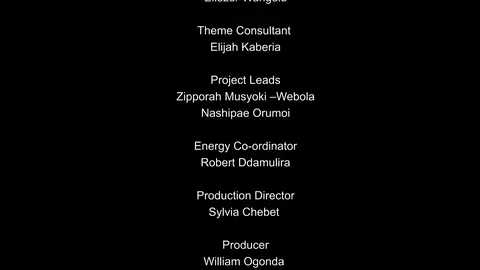 Theme Consultant
Elijah Kaberia
Project Leads
Zipporah Musyoki –Webola
Nashipae Orumoi
Energy Co-ordinator
Robert Ddamulira
Production Director
Sylvia Chebet
Producer
William Ogonda